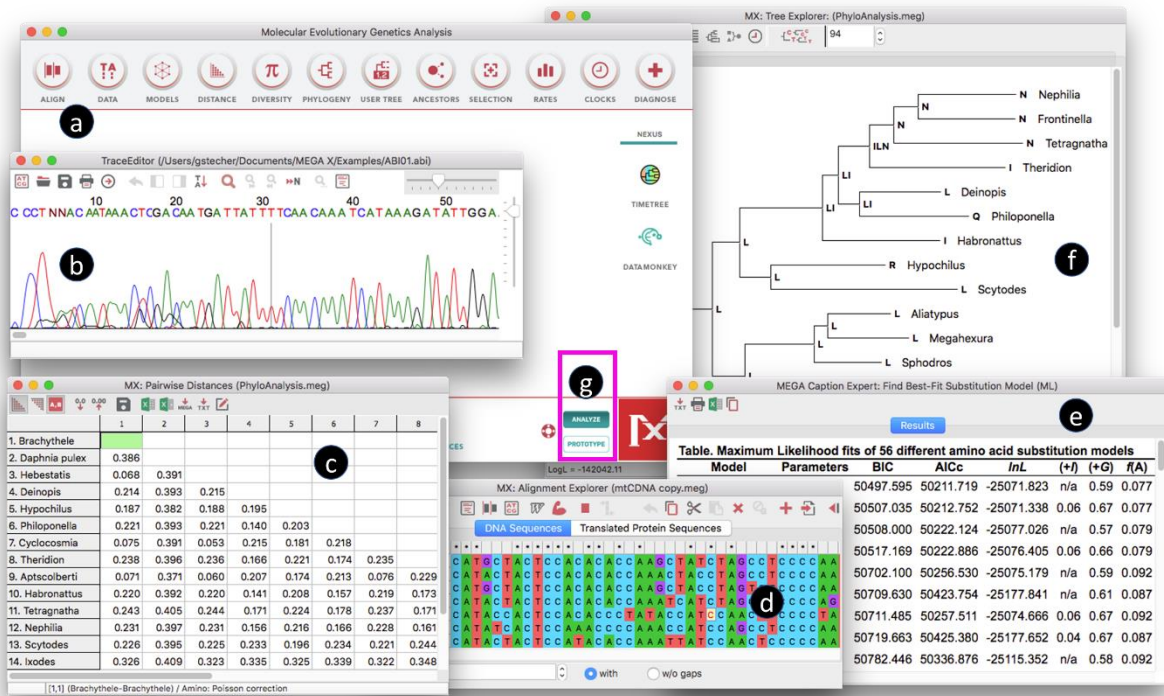 Molecular Evolutionary Genetics Analysis
TA
π
1.2
ALIGN DATA MODELS DISTANCE DIVERSITY PHYLOGENY USER TREE ANCESTORS SELECTION RATES CLOCKS DIAGNOSE
a
NEXUS
TIMETREE
DATAMONKEY
g
ANALYZE
PROTOTYPE
LogL = -142042.11
TraceEditor (/Users/gstecher/Documents/MEGA X/Examples/ABI01.abi)
10 20 30 40 50
C CCTNNAC AATAAACTCGACAATGATTATTTTCAACAAATCATAAAGATATTGGA
b
MX: Tree Explorer: (PhyloAnalysis.meg)
94
N Nephilia
N
N N Frontinella
ILN N Tetragnatha
LI I Theridion
L Deinopis
LI LI
Q Philoponella
L I Habronattus
f
R Hypochilus
L
L Scytodes
L
L Aliatypus
L
L L Megahexura
L Sphodros
MX: Pairwise Distances (PhyloAnalysis.meg)
1 2 3 4 5 6 7 8
1. Brachythele
2. Daphnia pulex 0.386
3. Hebestatis 0.068 0.391
4. Deinopis 0.214 0.393 0.215
5. Hypochilus 0.187 0.382 0.188 0.195
6. Philoponella 0.221 0.393 0.221 0.140 0.203
7. Cyclocosmia 0.075 0.391 0.053 0.215 0.181 0.218
8. Theridion 0.238 0.396 0.236 0.166 0.221 0.174 0.235
9. Aptscolberti 0.071 0.371 0.060 0.207 0.174 0.213 0.076 0.229
10. Habronattus 0.220 0.392 0.220 0.141 0.208 0.157 0.219 0.173
11. Tetragnatha 0.243 0.405 0.244 0.171 0.224 0.178 0.237 0.171
12. Nephilia 0.231 0.397 0.231 0.156 0.216 0.166 0.228 0.161
13. Scytodes 0.226 0.395 0.225 0.233 0.196 0.234 0.221 0.244
14. Ixodes 0.326 0.409 0.323 0.335 0.325 0.339 0.322 0.348
c
[1,1] (Brachythele-Brachythele) / Amino: Poisson correction
MX: Alignment Explorer (mtCDNA copy.meg)
DNA Sequences Translated Protein Sequences
d
with w/o gaps
MEGA Caption Expert: Find Best-Fit Substitution Model (ML)
e
Results
Table. Maximum Likelihood fits of 56 different amino acid substitution models
Model Parameters BIC AICc lnL (+I) (+G) f(A)
50497.595 50211.719 -25071.823 n/a 0.59 0.077
50507.035 50212.752 -25071.338 0.06 0.67 0.077
50508.000 50222.124 -25077.026 n/a 0.57 0.079
50517.169 50222.886 -25076.405 0.06 0.66 0.079
50702.100 50256.530 -25075.179 n/a 0.59 0.092
50709.630 50423.754 -25177.841 n/a 0.61 0.087
50711.485 50257.511 -25074.666 0.06 0.67 0.092
50719.663 50425.380 -25177.652 0.04 0.67 0.087
50782.446 50336.876 -25115.352 n/a 0.58 0.092